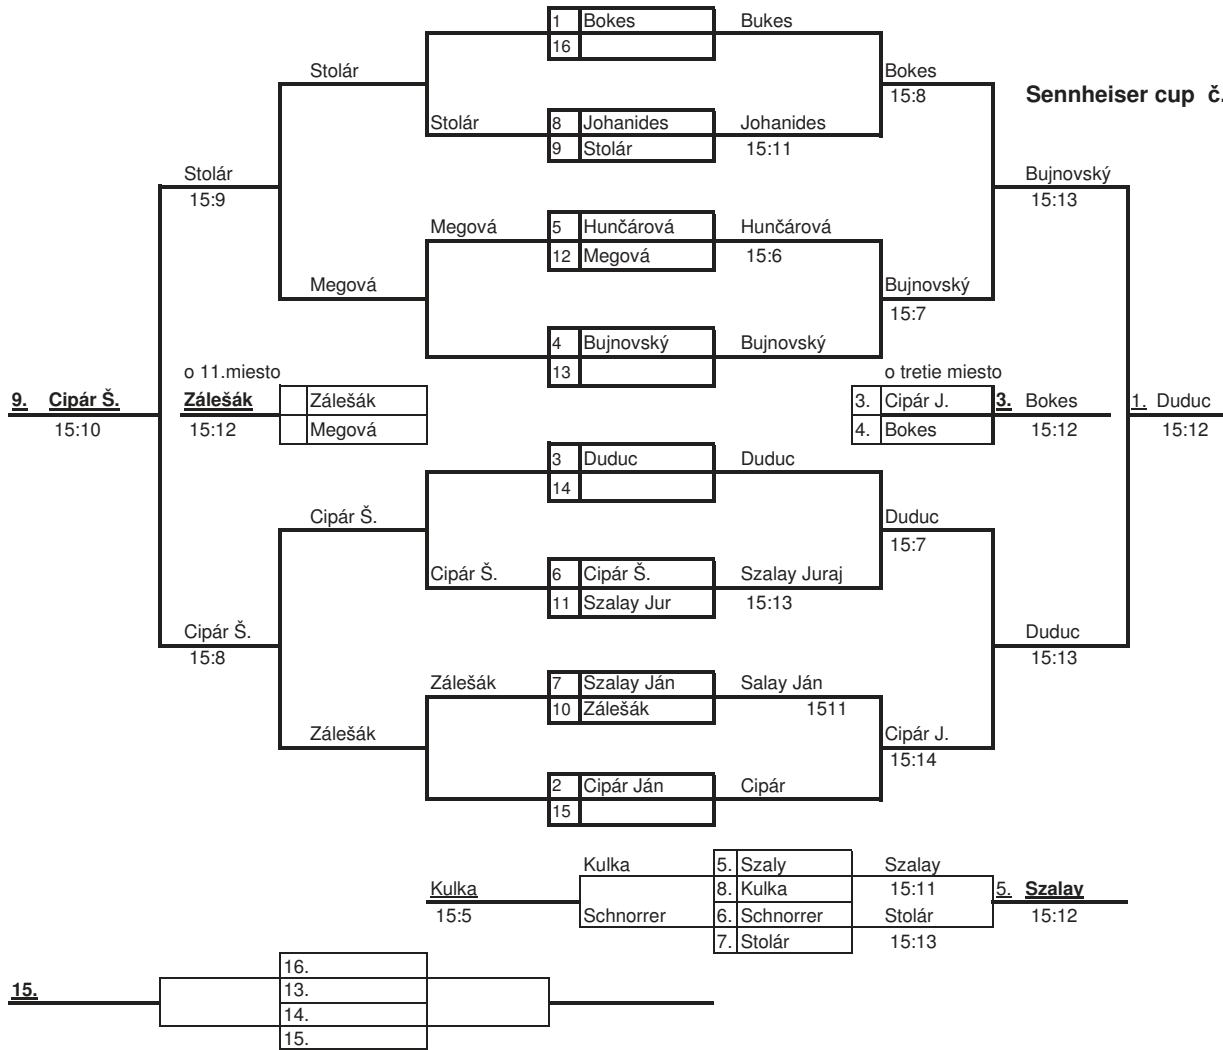 1 Bokes Bukes
16
Stolár Bokes
15:8 Sennheiser cup č.
Stolár 8 Johanides Johanides
9 Stolár 15:11
Stolár Bujnovský
15:9 15:13
Megová 5 Hunčárová Hunčárová
12 Megová 15:6
Megová Bujnovský
15:7
4 Bujnovský Bujnovský
13
o 11.miesto o tretie miesto
9. Cipár Š. Zálešák Zálešák 3. Cipár J. 3. Bokes 1. Duduc
15:10 15:12 Megová 4. Bokes 15:12 15:12
3 Duduc Duduc
14
Cipár Š. Duduc
15:7
Cipár Š. 6 Cipár Š. Szalay Juraj
11 Szalay Jur 15:13
Cipár Š. Duduc
15:8 15:13
Zálešák 7 Szalay Ján Salay Ján
10 Zálešák 1511
Zálešák Cipár J.
15:14
2 Cipár Ján Cipár
15
Kulka 5. Szaly Szalay
Kulka 8. Kulka 15:11 5. Szalay
15:5 Schnorrer 6. Schnorrer Stolár 15:12
7. Stolár 15:13
16.
15. 13.
14.
15.